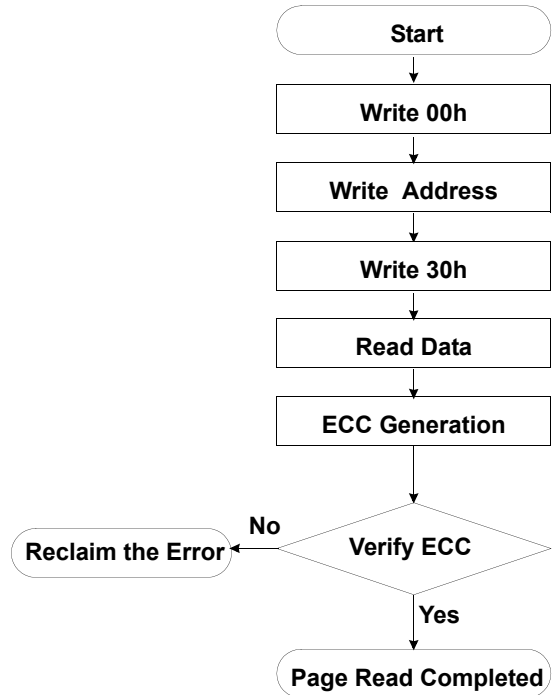 Start
Write 00h
Write  Address
Write 30h
Read Data
ECC Generation
No
Reclaim the Error
Verify ECC
Yes
Page Read Completed